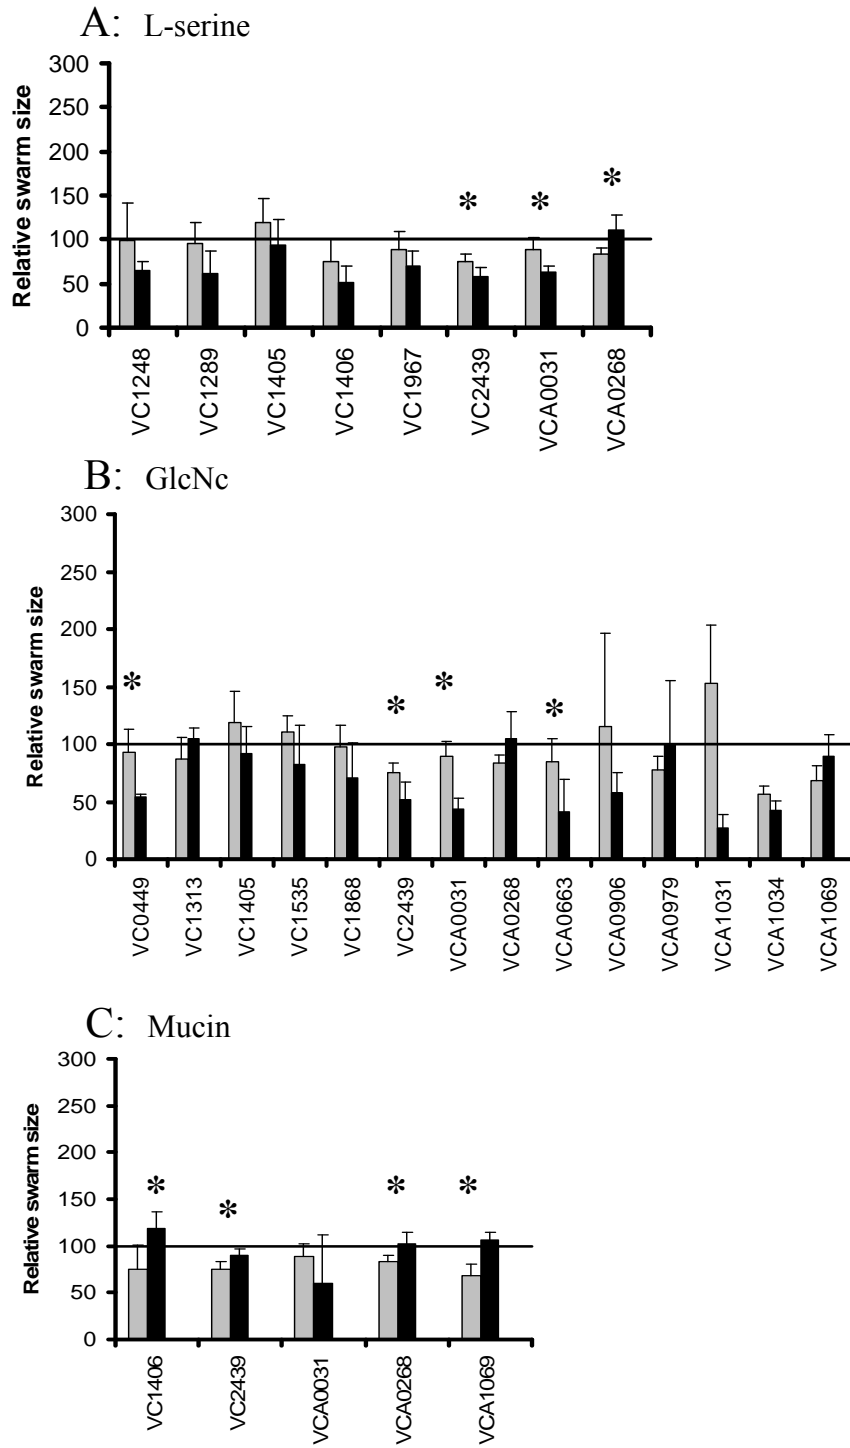 A: L-serine
300
250
200
150
100
50
0
Relative swarm size
* * *
VC1248
VC1289
VC1405
VC1406
VC1967
VC2439
VCA0031
VCA0268
B: GlcNc
300
250
200
150
100
50
0
Relative swarm size
* * * *
VC0449
VC1313
VC1405
VC1535
VC1868
VC2439
VCA0031
VCA0268
VCA0663
VCA0906
VCA0979
VCA1031
VCA1034
VCA1069
C: Mucin
300
250
200
150
100
50
0
Relative swarm size
* * * *
VC1406
VC2439
VCA0031
VCA0268
VCA1069